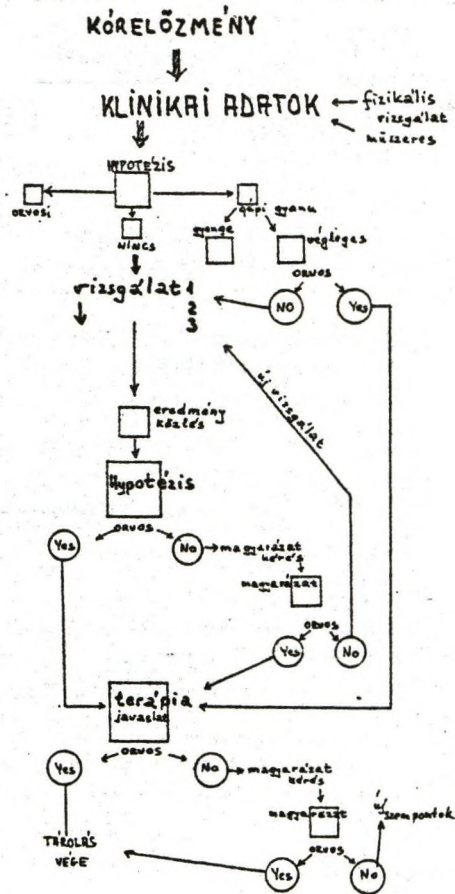 KÓRELŐZMÉNY
KLINIKAI ADATOK
fizikális
vizsgálat
műszeres
HYPOTÉZIS
ORVOSI
NINCS
gépi gyanu
gyenge
végleges
ORVOS
NO
Yes
vizsgálat 1
2
3
új vizsgálat
eredmény
közlés
Hypotézis
ORVOS
Yes
No
magyarázat
kérés
magyarázat
ORVOS
Yes
No
terápia
javaslat
ORVOS
Yes
No
magyarázat
kérés
magyarázat
új
szempontok
TÁROLÁS
VÉGE
ORVOS
Yes
No